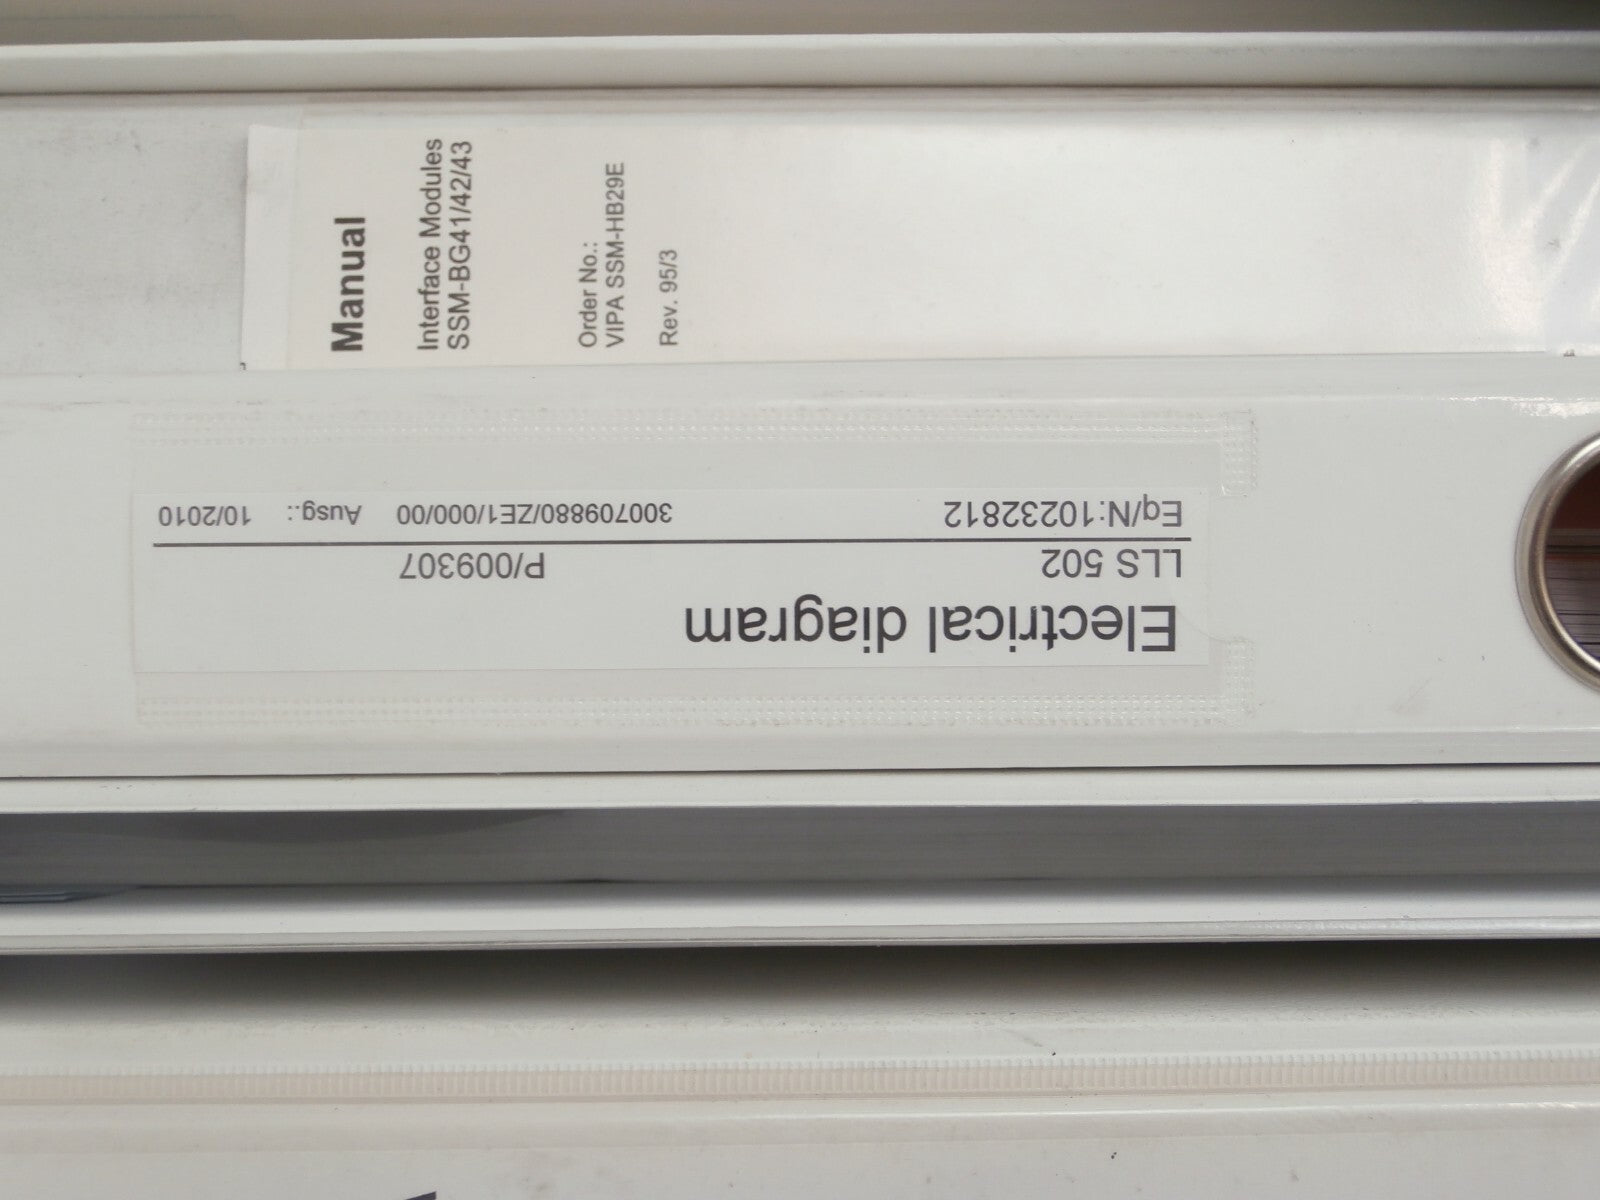 Manual
Interface Modules
SSM-BG41/42/43
Order No.:
VIPA SSM-HB29E
Rev. 95/3
Electrical diagram
LLS 502 P/009307
Eq/N:10232812 300709880/ZE1/000/00 Ausg.: 10/2010